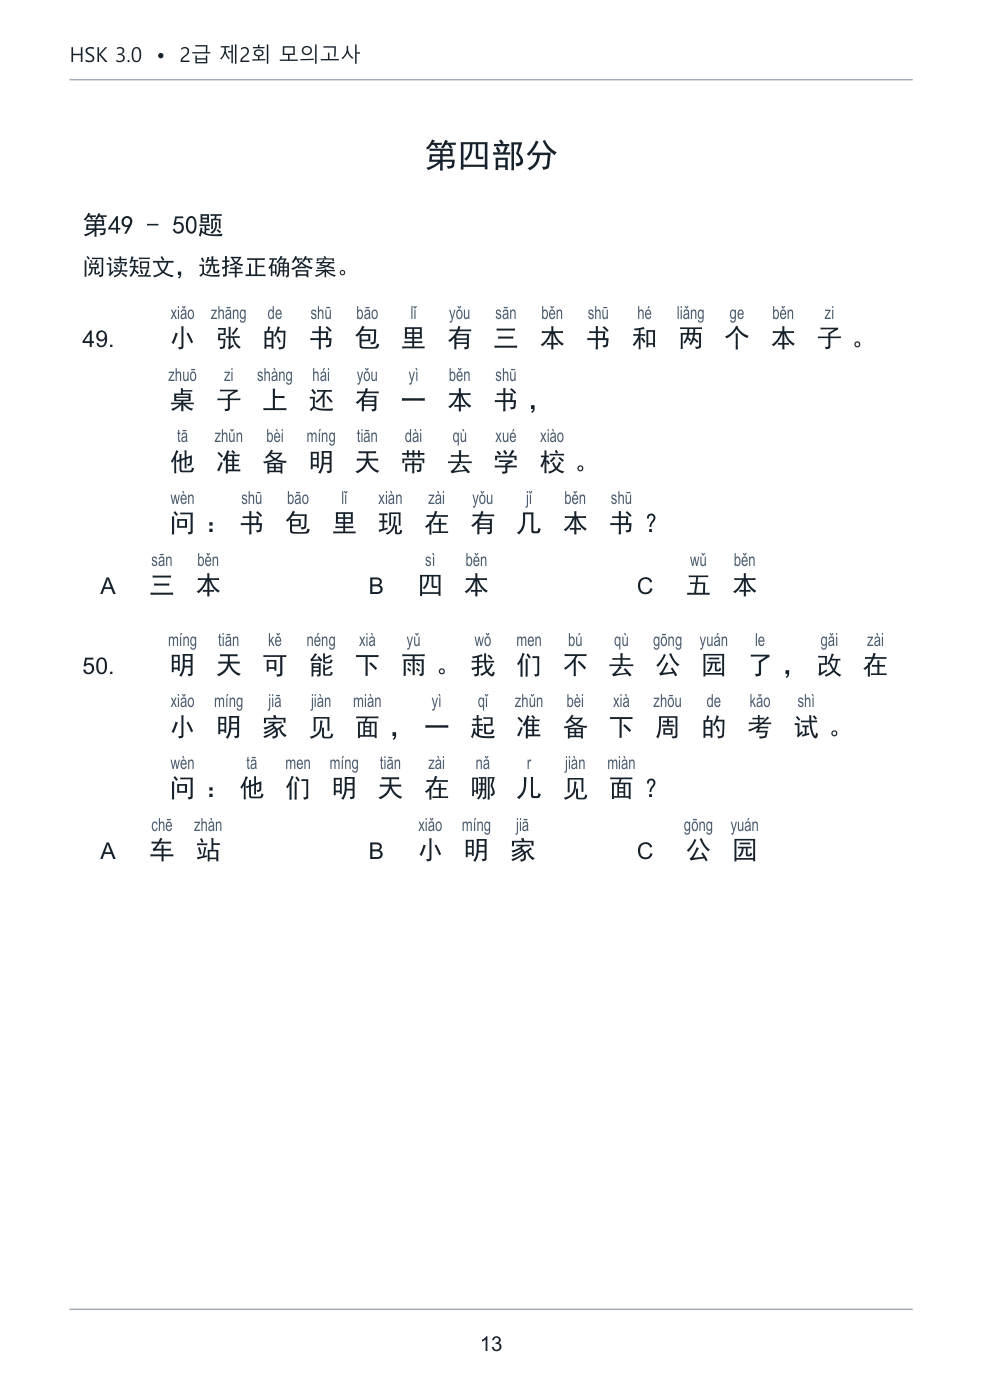 HSK 3.0 • 2급 제2회 모의고사
第四部分
第49 – 50题
阅读短文，选择正确答案。
xiǎo zhāng de shū bāo lǐ yǒu sān běn shū hé liǎng ge běn zi
49. 小张的书包里有三本书和两个本子。
zhuō zi shàng hái yǒu yì běn shū
桌子上还有一本书，
tā zhǔn bèi míng tiān dài qù xué xiào
他准备明天带去学校。
wèn shū bāo lǐ xiàn zài yǒu jǐ běn shū
问：书包里现在有几本书？
sān běn sì běn wǔ běn
A 三本 B 四本 C 五本
míng tiān kě néng xià yǔ wǒ men bú qù gōng yuán le gǎi zài
50. 明天可能下雨。我们不去公园了，改在
xiǎo míng jiā jiàn miàn yì qǐ zhǔn bèi xià zhōu de kǎo shì
小明家见面，一起准备下周的考试。
wèn tā men míng tiān zài nǎ r jiàn miàn
问：他们明天在哪儿见面？
chē zhàn xiǎo míng jiā gōng yuán
A 车站 B 小明家 C 公园
13